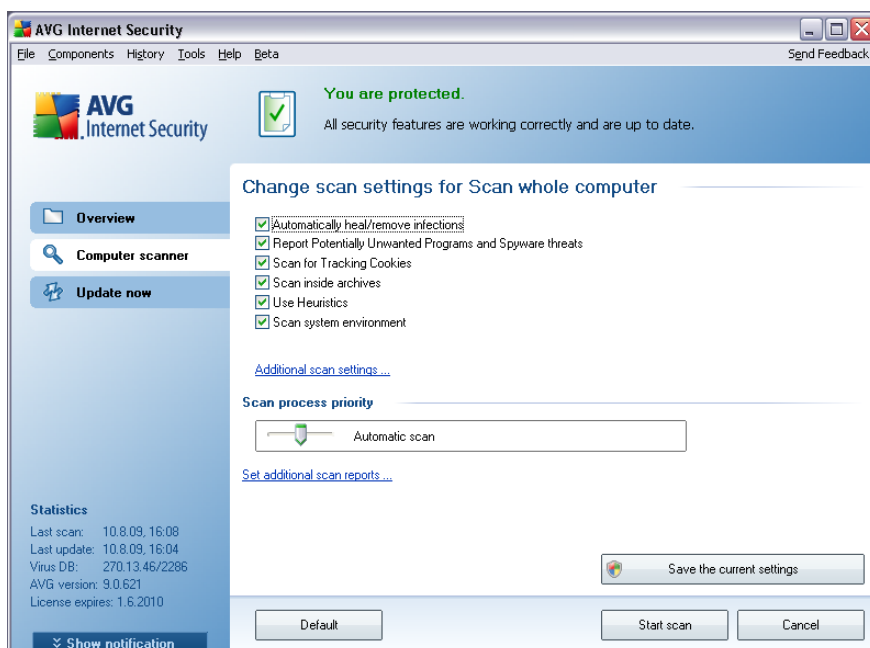 AVG Internet Security
File Components History Tools Help Beta Send Feedback
AVG
Internet Security
You are protected.
All security features are working correctly and are up to date.
Overview
Computer scanner
Update now
Change scan settings for Scan whole computer
Automatically heal/remove infections
Report Potentially Unwanted Programs and Spyware threats
Scan for Tracking Cookies
Scan inside archives
Use Heuristics
Scan system environment
Additional scan settings ...
Scan process priority
Automatic scan
Set additional scan reports ...
Statistics
Last scan: 10.8.09, 16:08
Last update: 10.8.09, 16:04
Virus DB: 270.13.46/2286
AVG version: 9.0.621
License expires: 1.6.2010
Show notification
Save the current settings
Default Start scan Cancel